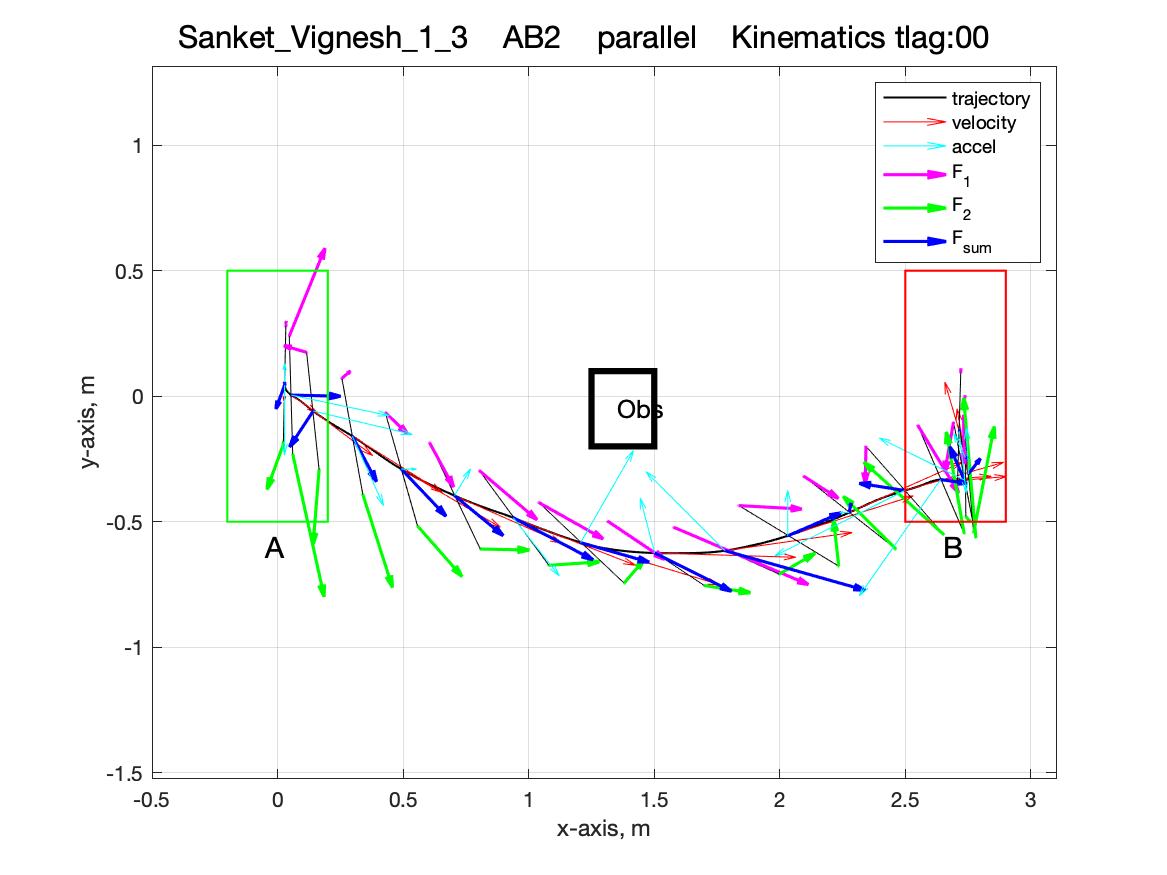 Sanket_Vignesh_1_3 AB2 parallel Kinematics tlag:00
trajectory
velocity
accel
F1
F2
Fsum
1
0.5
0
-0.5
-1
-1.5
y-axis, m
Obs
A
B
-0.5 0 0.5 1 1.5 2 2.5 3
x-axis, m